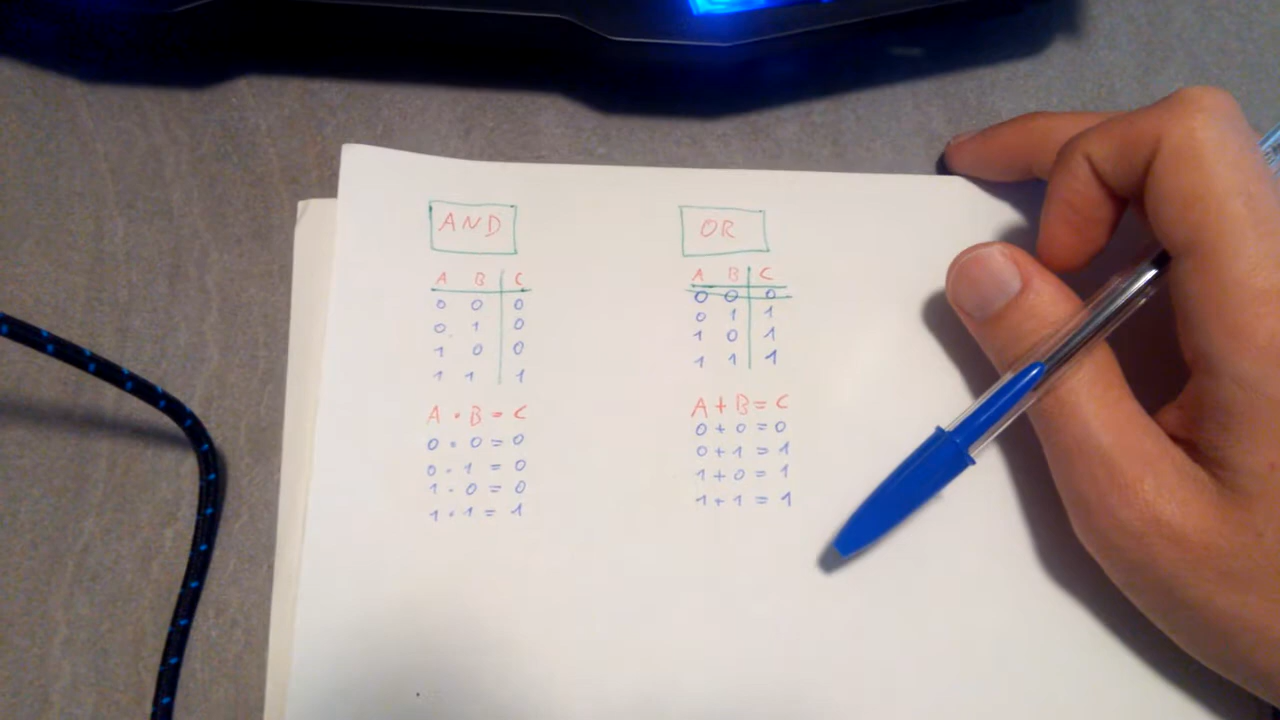 AND
A B C
0 0 0
0 1 0
1 0 0
1 1 1
A · B = C
0 · 0 = 0
0 · 1 = 0
1 · 0 = 0
1 · 1 = 1
OR
A B C
0 0 0
0 1 1
1 0 1
1 1 1
A + B = C
0 + 0 = 0
0 + 1 = 1
1 + 0 = 1
1 + 1 = 1